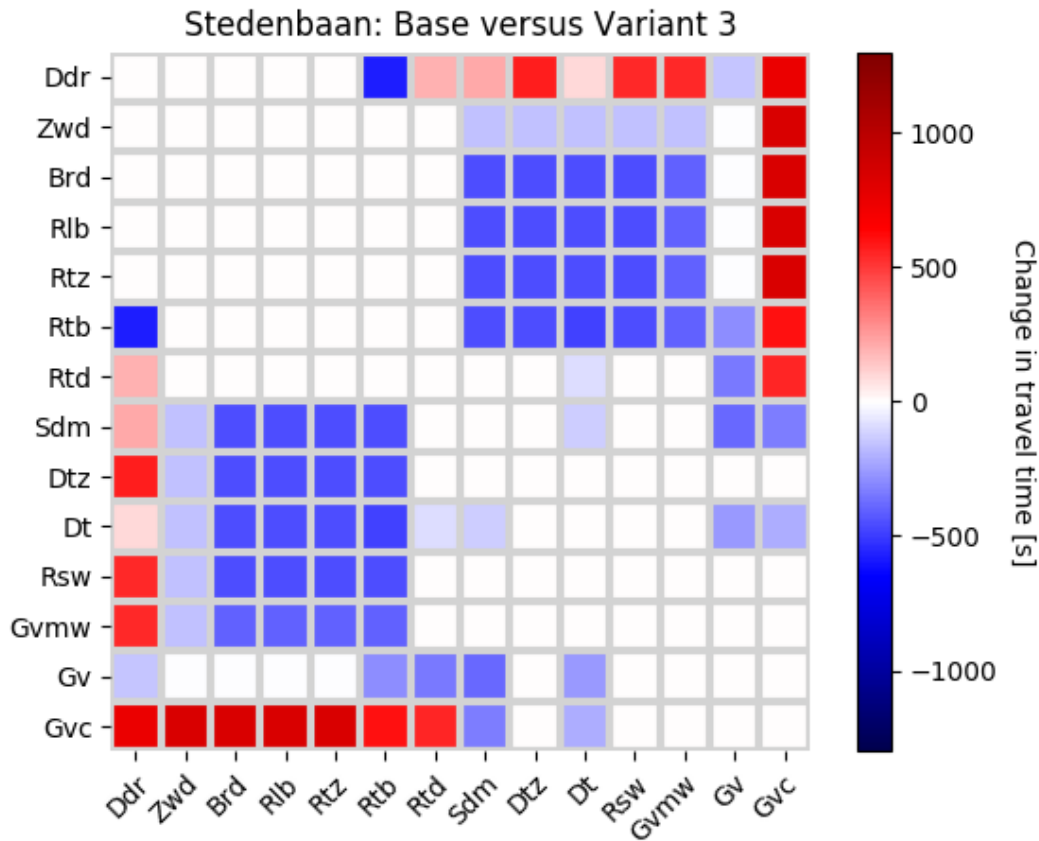 Stedenbaan: Base versus Variant 3
Ddr
Zwd
Brd
Rlb
Rtz
Rtb
Rtd
Sdm
Dtz
Dt
Rsw
Gvmw
Gv
Gvc
Ddr Zwd Brd Rlb Rtz Rtb Rtd Sdm Dtz Dt Rsw Gvmw Gv Gvc
1000
500
0
−500
−1000
Change in travel time [s]